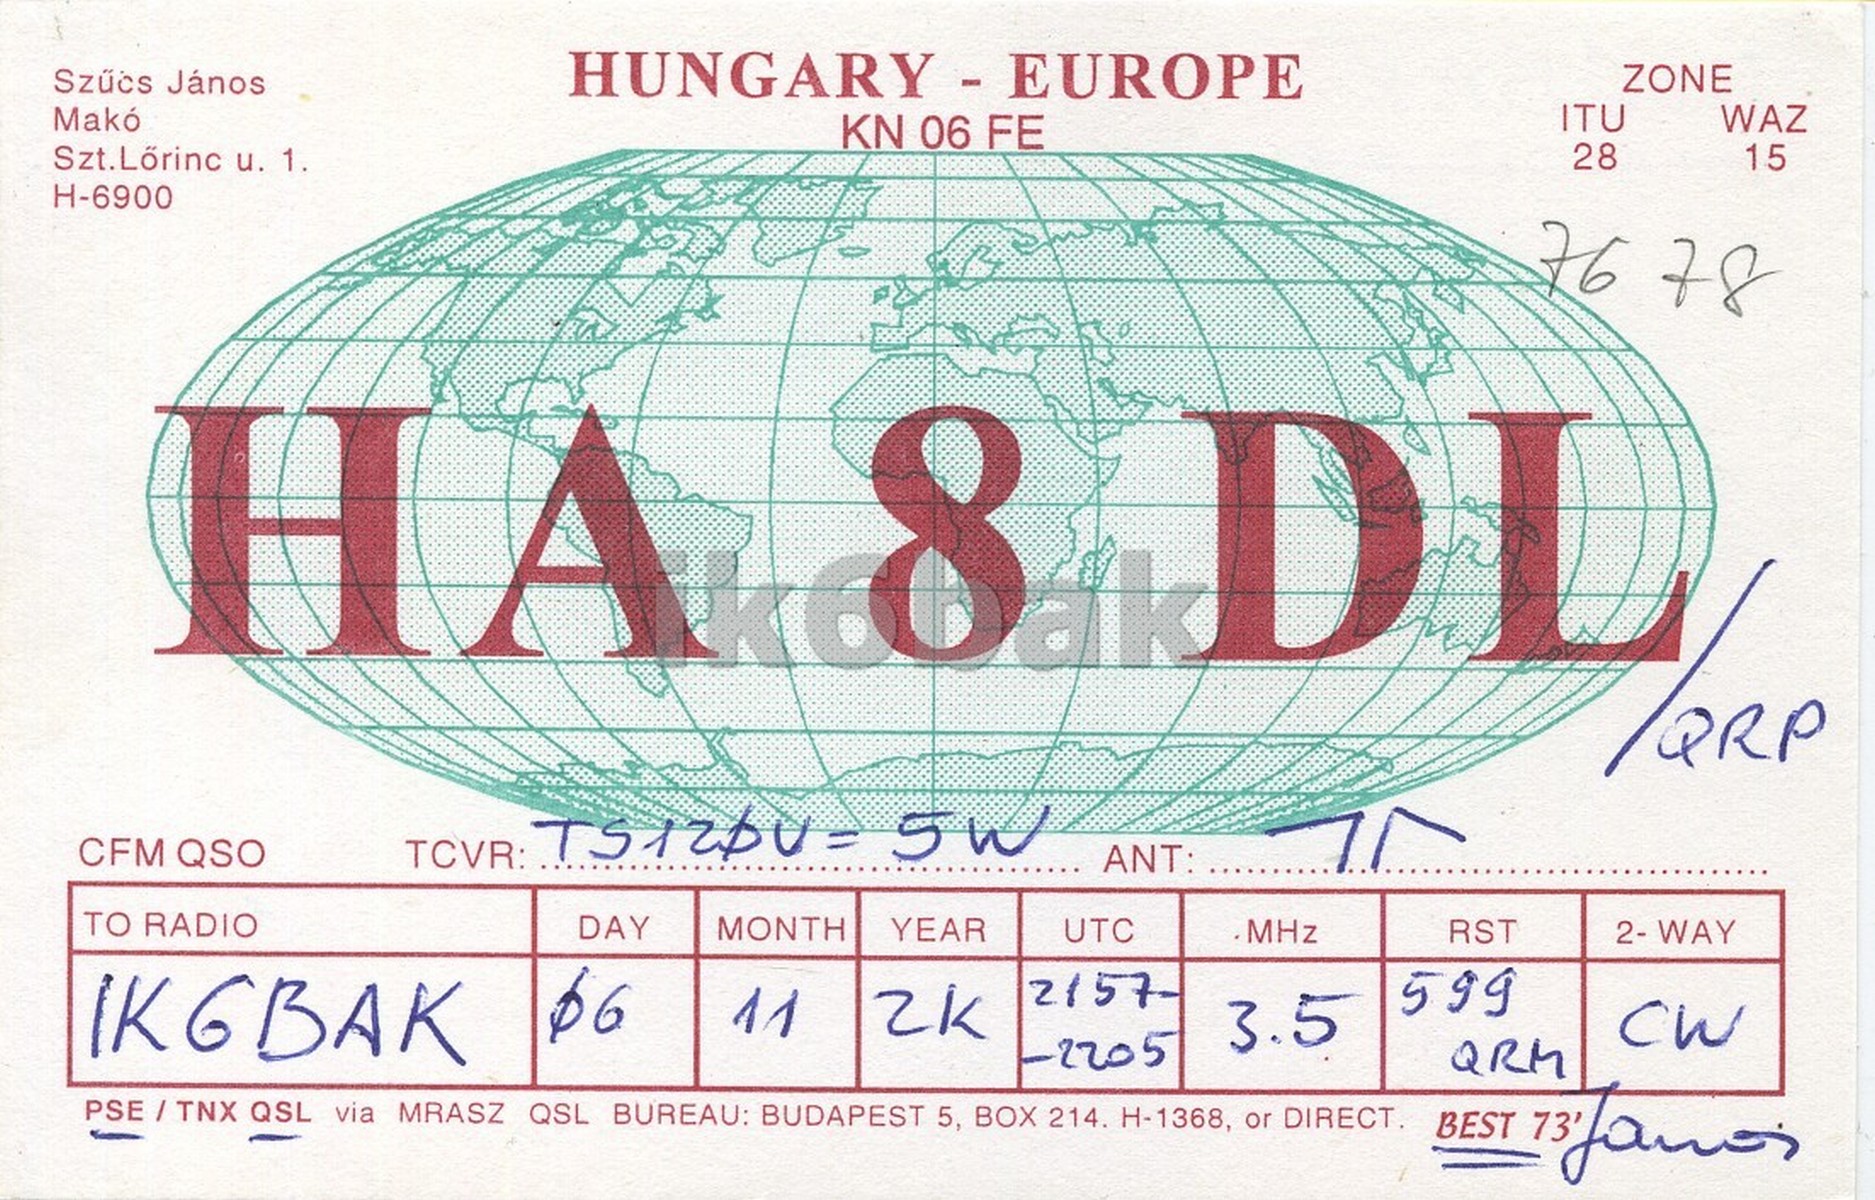 HUNGARY - EUROPE
KN 06 FE
Szűcs János
Makó
Szt.Lőrinc u. 1.
H-6900
ZONE
ITU WAZ
28 15
76 78
HA 8 DL
ik6bak
/QRP
CFM QSO TCVR: TS120V = 5W ANT:
TO RADIO DAY MONTH YEAR UTC MHz RST 2- WAY
IK6BAK 06 11 2K 2157- 3.5 599 CW
-2205 QRM
PSE / TNX QSL via MRASZ QSL BUREAU: BUDAPEST 5, BOX 214. H-1368, or DIRECT. BEST 73' János